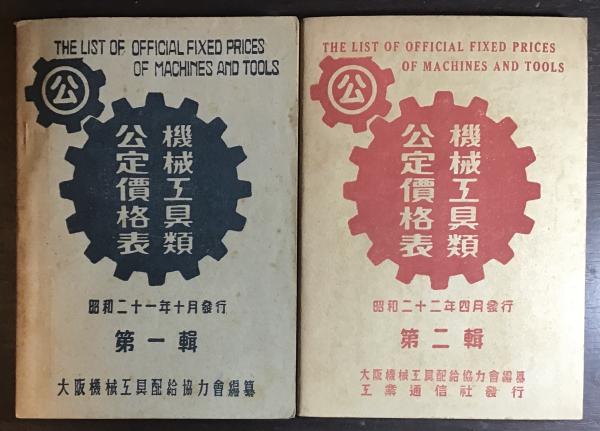 THE LIST OF OFFICIAL FIXED PRICES
OF MACHINES AND TOOLS
公
機械工具類
公定價格表
昭和二十一年十月發行
第一輯
大阪機械工具配給協力會編纂
THE LIST OF OFFICIAL FIXED PRICES
OF MACHINES AND TOOLS
公
機械工具類
公定價格表
昭和二十二年四月發行
第二輯
大阪機械工具配給協力會編纂
工業通信社發行